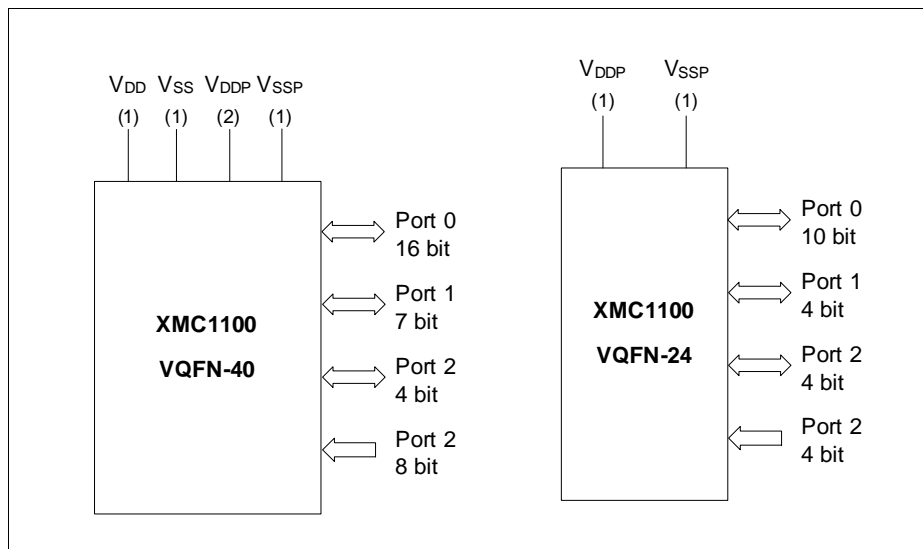 VDD VSS VDDP VSSP
(1) (1) (2) (1)
Port 0
16 bit
Port 1
7 bit
Port 2
4 bit
Port 2
8 bit
XMC1100
VQFN-40
VDDP VSSP
(1) (1)
Port 0
10 bit
Port 1
4 bit
Port 2
4 bit
Port 2
4 bit
XMC1100
VQFN-24